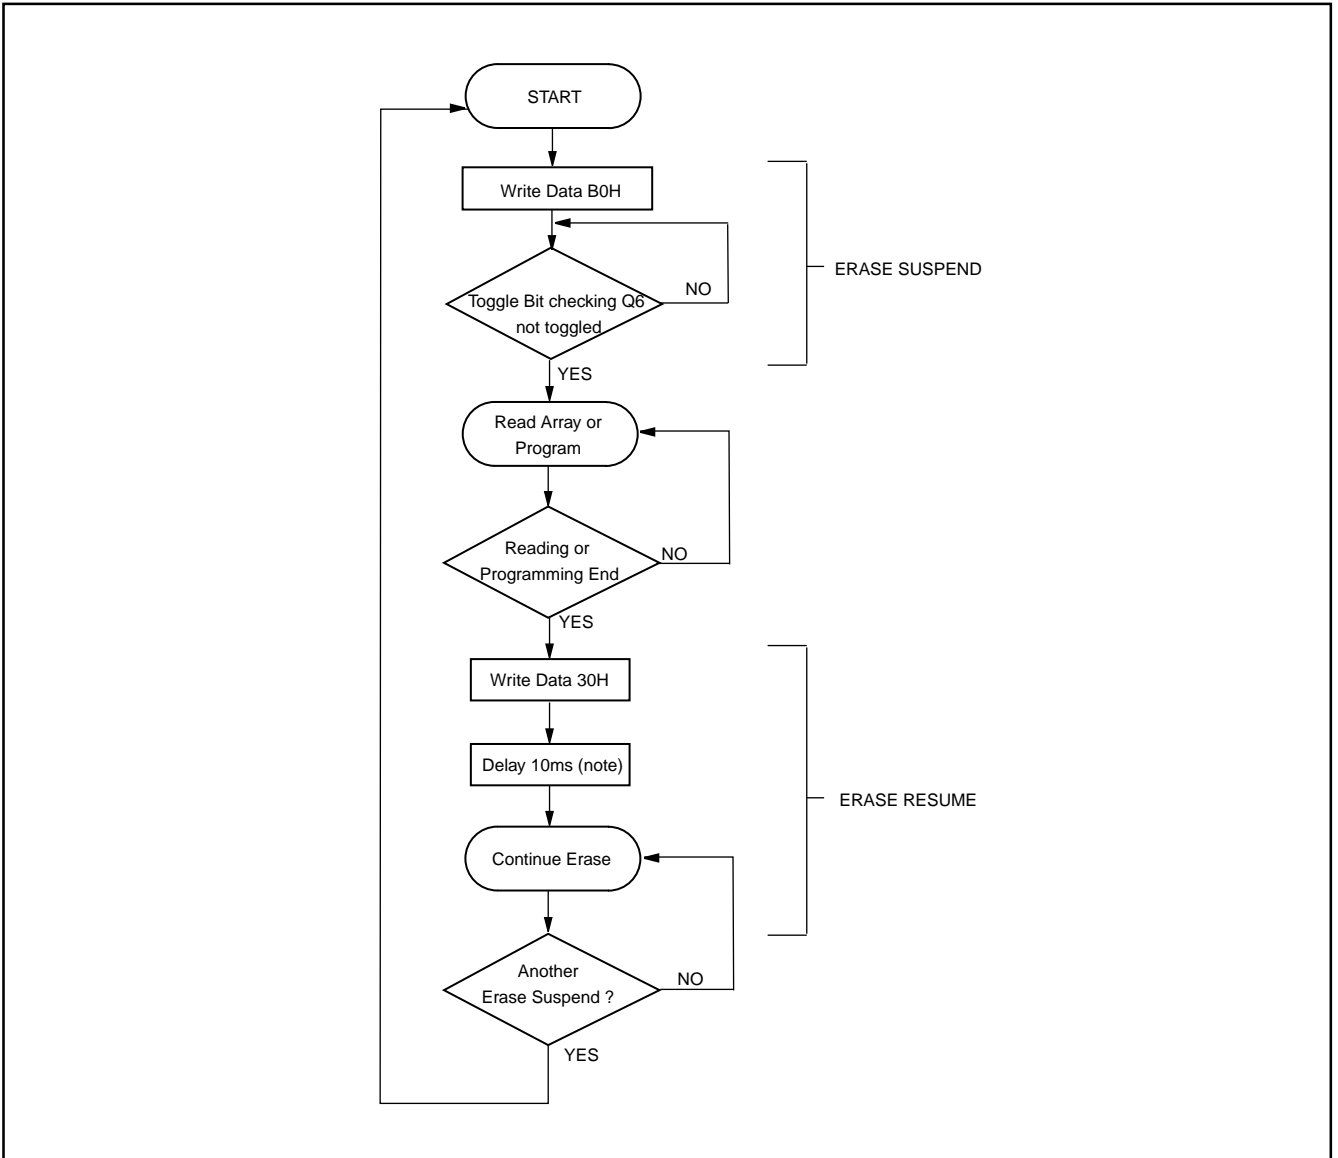 START
Write Data B0H
ERASE SUSPEND
Toggle Bit checking Q6
not toggled
NO
YES
Read Array or
Program
Reading or
Programming End
NO
YES
Write Data 30H
Delay 10ms (note)
ERASE RESUME
Continue Erase
Another
Erase Suspend ?
NO
YES